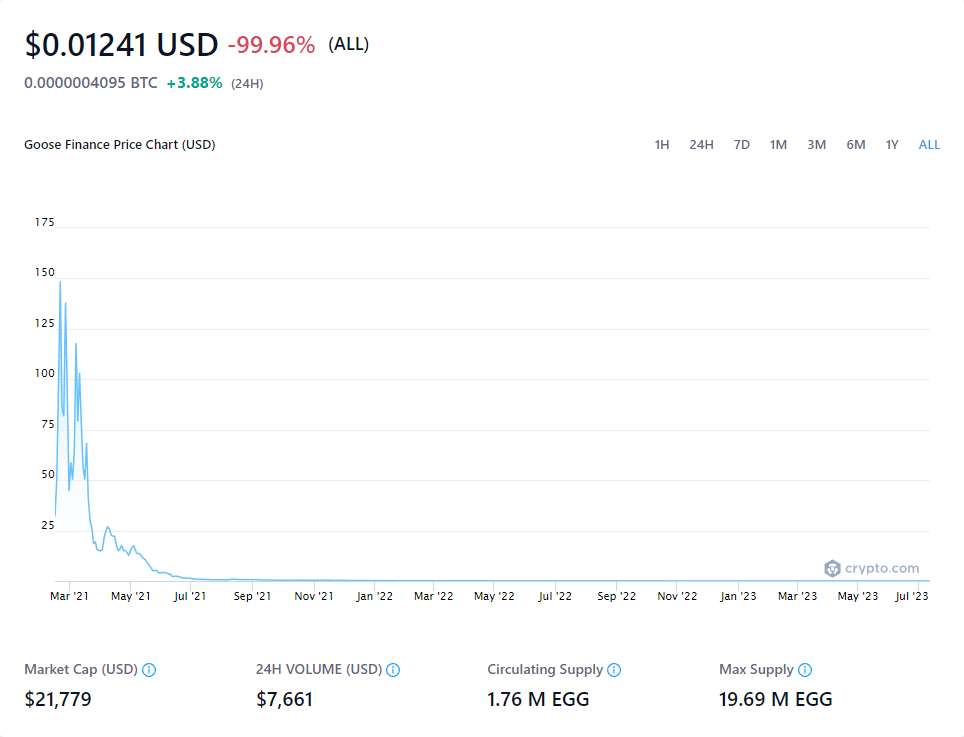 $0.01241 USD -99.96% (ALL)
0.0000004095 BTC +3.88% (24H)
Goose Finance Price Chart (USD) 1H 24H 7D 1M 3M 6M 1Y ALL
175
150
125
100
75
50
25
crypto.com
Mar '21 May '21 Jul '21 Sep '21 Nov '21 Jan '22 Mar '22 May '22 Jul '22 Sep '22 Nov '22 Jan '23 Mar '23 May '23 Jul '23
Market Cap (USD) 24H VOLUME (USD) Circulating Supply Max Supply
$21,779 $7,661 1.76 M EGG 19.69 M EGG